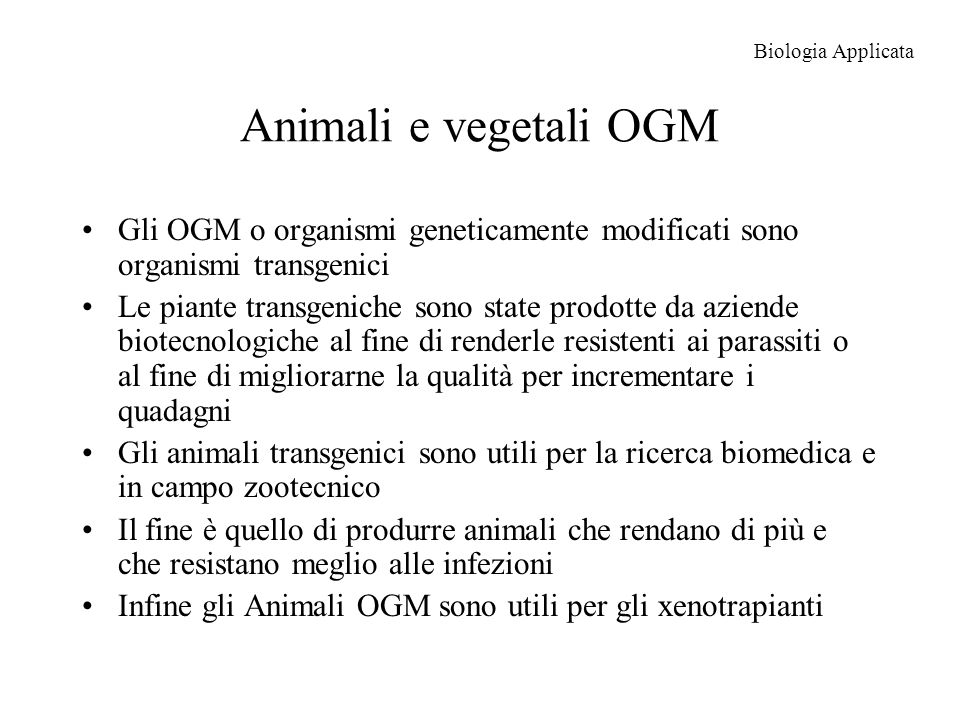 Biologia Applicata
Animali e vegetali OGM
• Gli OGM o organismi geneticamente modificati sono
organismi transgenici
• Le piante transgeniche sono state prodotte da aziende
biotecnologiche al fine di renderle resistenti ai parassiti o
al fine di migliorarne la qualità per incrementare i
quadagni
• Gli animali transgenici sono utili per la ricerca biomedica e
in campo zootecnico
• Il fine è quello di produrre animali che rendano di più e
che resistano meglio alle infezioni
• Infine gli Animali OGM sono utili per gli xenotrapianti